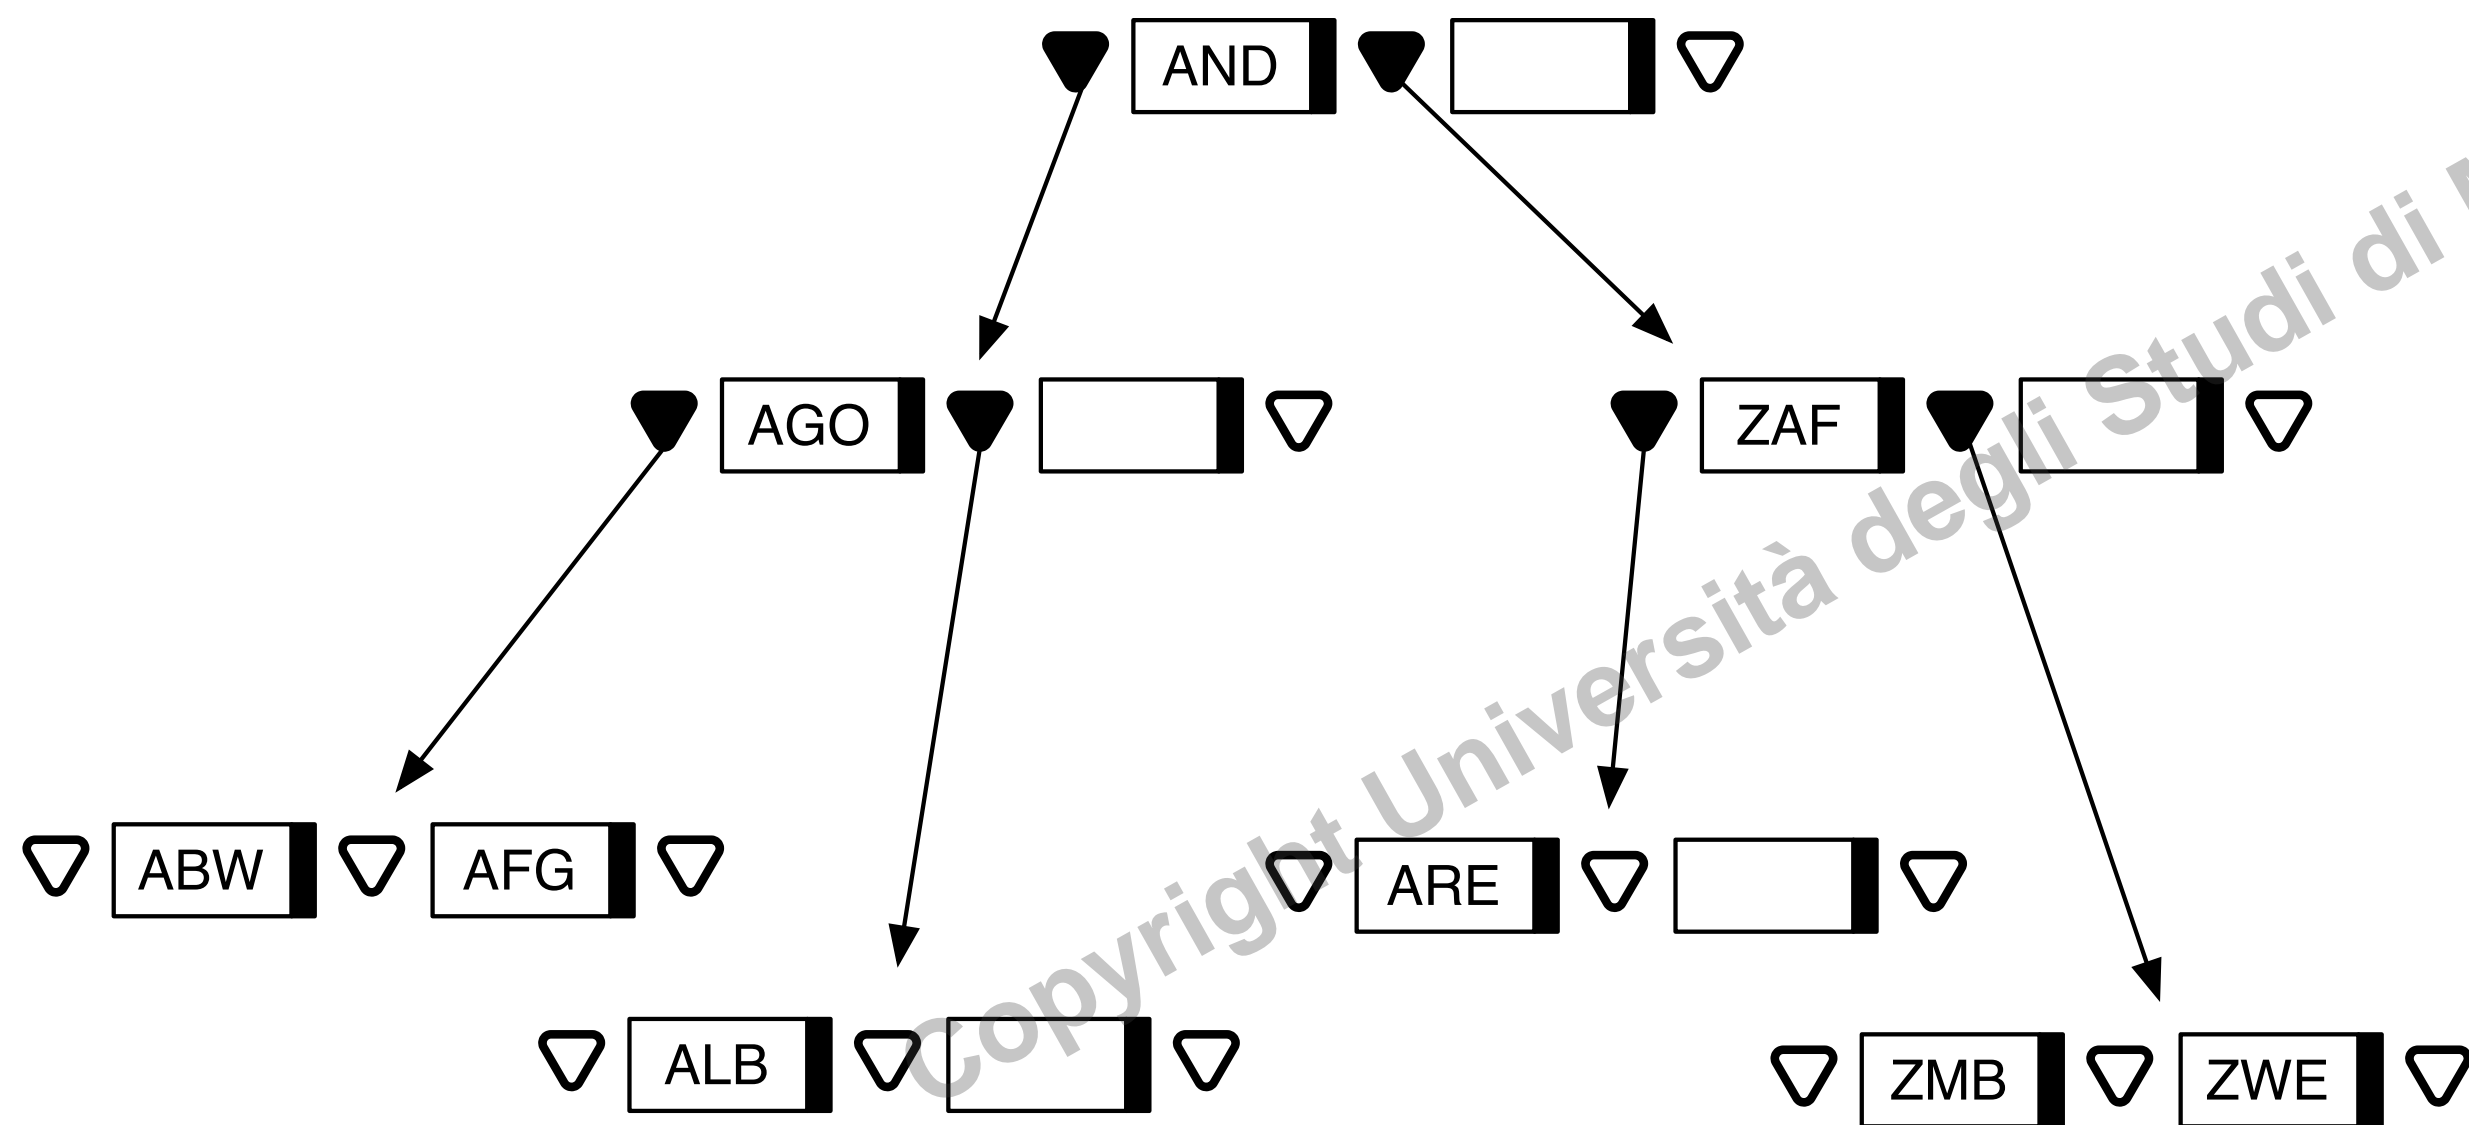 AND
AGO ZAF
ABW AFG
ARE
ALB
ZMB ZWE
Copyright Università degli Studi di